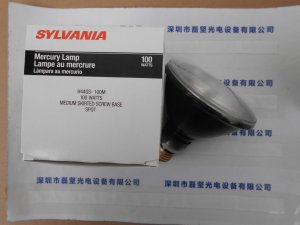 深圳市磊坚光电设备有限公司
SYLVANIA
Mercury Lamp
Lampe au mercure
Lámpara au mercurio
100
WATTS
H44GS-100M
100 WATTS
MEDIUM SKIRTED SCREW BASE
SPOT
深圳市磊坚光电设备有限公司
深圳市磊坚光电设备有限公司